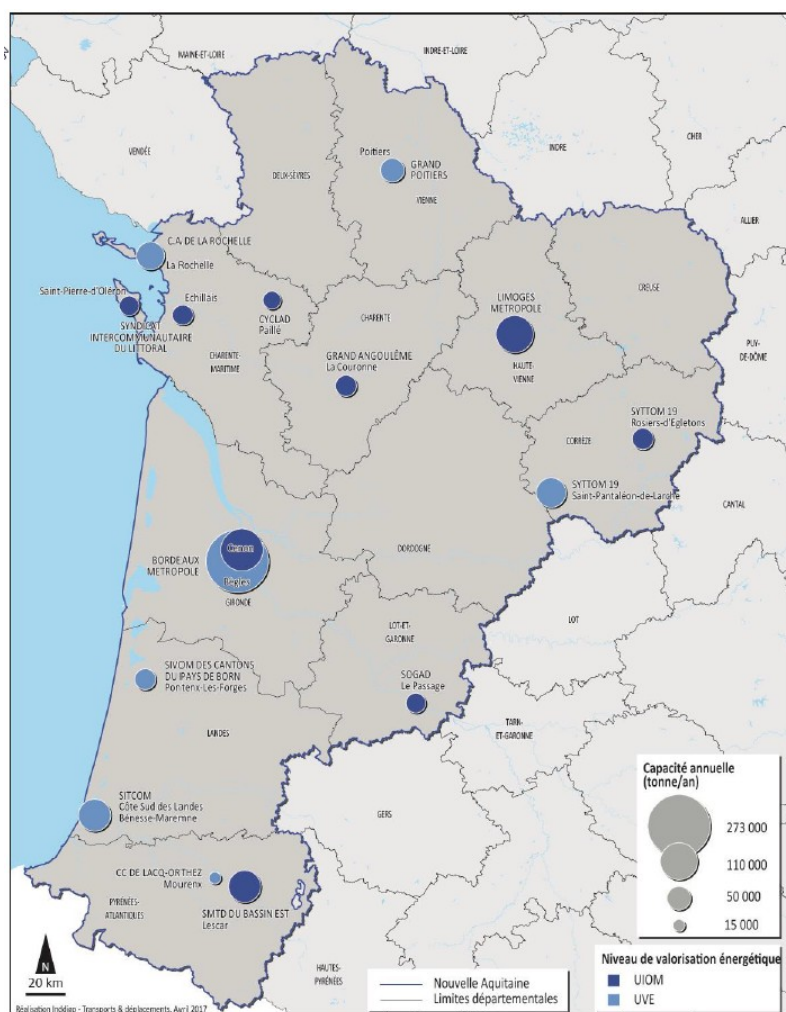 MAINE-ET-LOIRE
INDRE-ET-LOIRE
CHER
VENDÉE
INDRE
DEUX-SÈVRES
Poitiers
GRAND
POITIERS
VIENNE
ALLIER
C.A. DE LA ROCHELLE
La Rochelle
CREUSE
Saint-Pierre-d'Oléron
Echillais
CYCLAD
Paillé
CHARENTE
LIMOGES
METROPOLE
SYNDICAT
INTERCOMMUNAUTAIRE
DU LITTORAL
CHARENTE-
MARITIME
GRAND ANGOULÊME
La Couronne
HAUTE-
VIENNE
PUY-
DE-DÔME
SYTTOM 19
Rosiers-d'Egletons
CORRÈZE
SYTTOM 19
Saint-Pantaléon-de-Larche
CANTAL
Cenon
BORDEAUX
METROPOLE
Bègles
GIRONDE
DORDOGNE
LOT
LOT-ET-
GARONNE
SIVOM DES CANTONS
DU PAYS DE BORN
Pontenx-Les-Forges
SOGAD
Le Passage
TARN-
ET-GARONNE
LANDES
Capacité annuelle
(tonne/an)
273 000
110 000
50 000
15 000
SITCOM
Côte Sud des Landes
Bénesse-Maremne
GERS
CC DE LACQ-ORTHEZ
Mourenx
PYRÉNÉES-
ATLANTIQUES
SMTD DU BASSIN EST
Lescar
HAUTES-
PYRÉNÉES
N
20 km
Nouvelle Aquitaine
Limites départementales
Niveau de valorisation énergétique
UIOM
UVE
Réalisation Inddigo - Transports & déplacements, Avril 2017